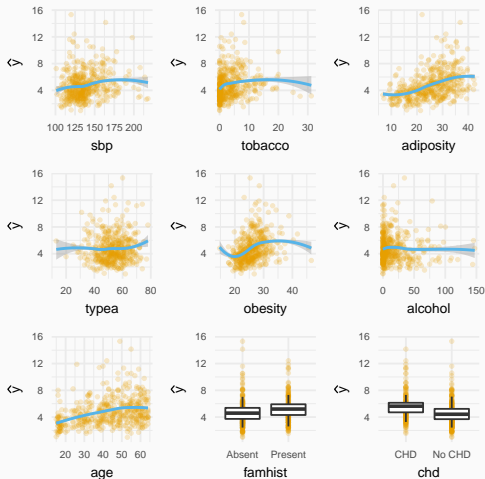 16
12
8
4
ŷ
100 125 150 175 200
sbp
16
12
8
4
ŷ
0 10 20 30
tobacco
16
12
8
4
ŷ
10 20 30 40
adiposity
16
12
8
4
ŷ
20 40 60 80
typea
16
12
8
4
ŷ
20 30 40
obesity
16
12
8
4
ŷ
0 50 100 150
alcohol
16
12
8
4
ŷ
20 30 40 50 60
age
16
12
8
4
ŷ
Absent Present
famhist
16
12
8
4
ŷ
CHD No CHD
chd